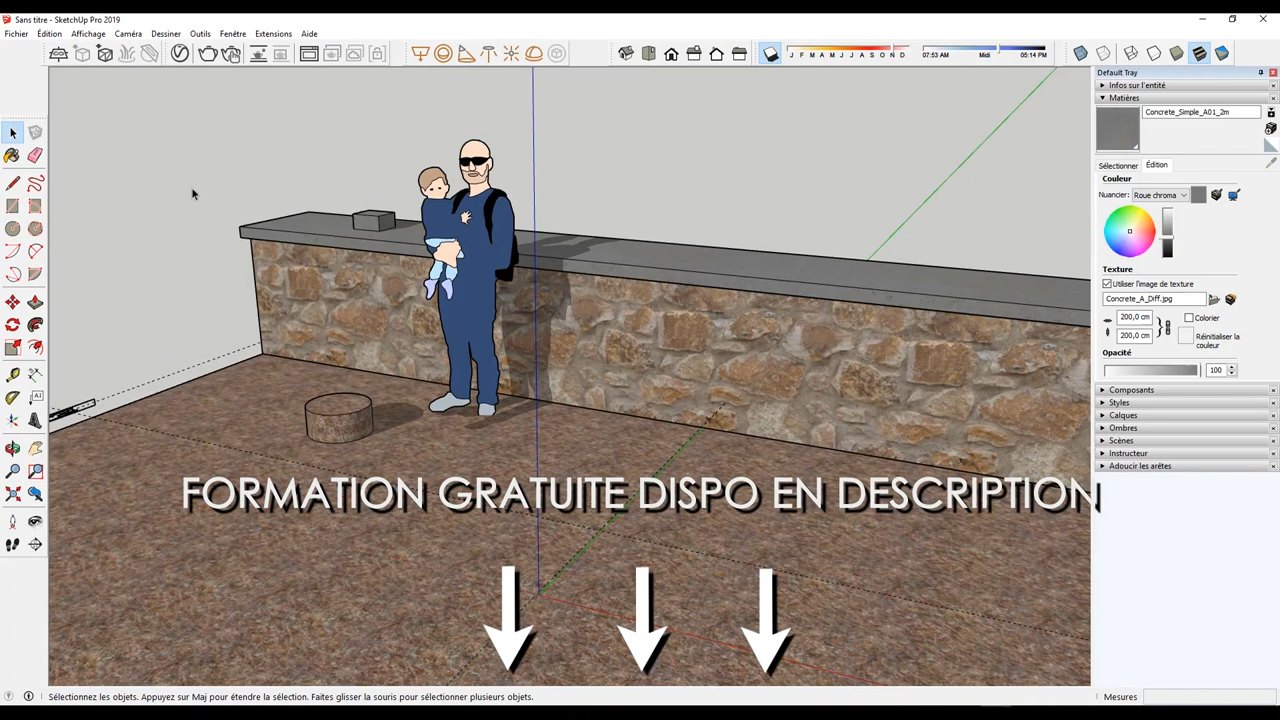 Sans titre - SketchUp Pro 2019
Fichier Édition Affichage Caméra Dessiner Outils Fenêtre Extensions Aide
J F M A M J J A S O N D
07:53 AM Midi 05:14 PM
Default Tray
Infos sur l'entité
Matières
Concrete_Simple_A01_2m
Sélectionner Édition
Couleur
Nuancier: Roue chroma
Texture
Utiliser l'image de texture
Concrete_A_Diff.jpg
200,0 cm Colorier
200,0 cm Réinitialiser la
couleur
Opacité
100
Composants
Styles
Calques
Ombres
Scènes
Instructeur
Adoucir les arêtes
FORMATION GRATUITE DISPO EN DESCRIPTION
Sélectionnez les objets. Appuyez sur Maj pour étendre la sélection. Faites glisser la souris pour sélectionner plusieurs objets.
Mesures